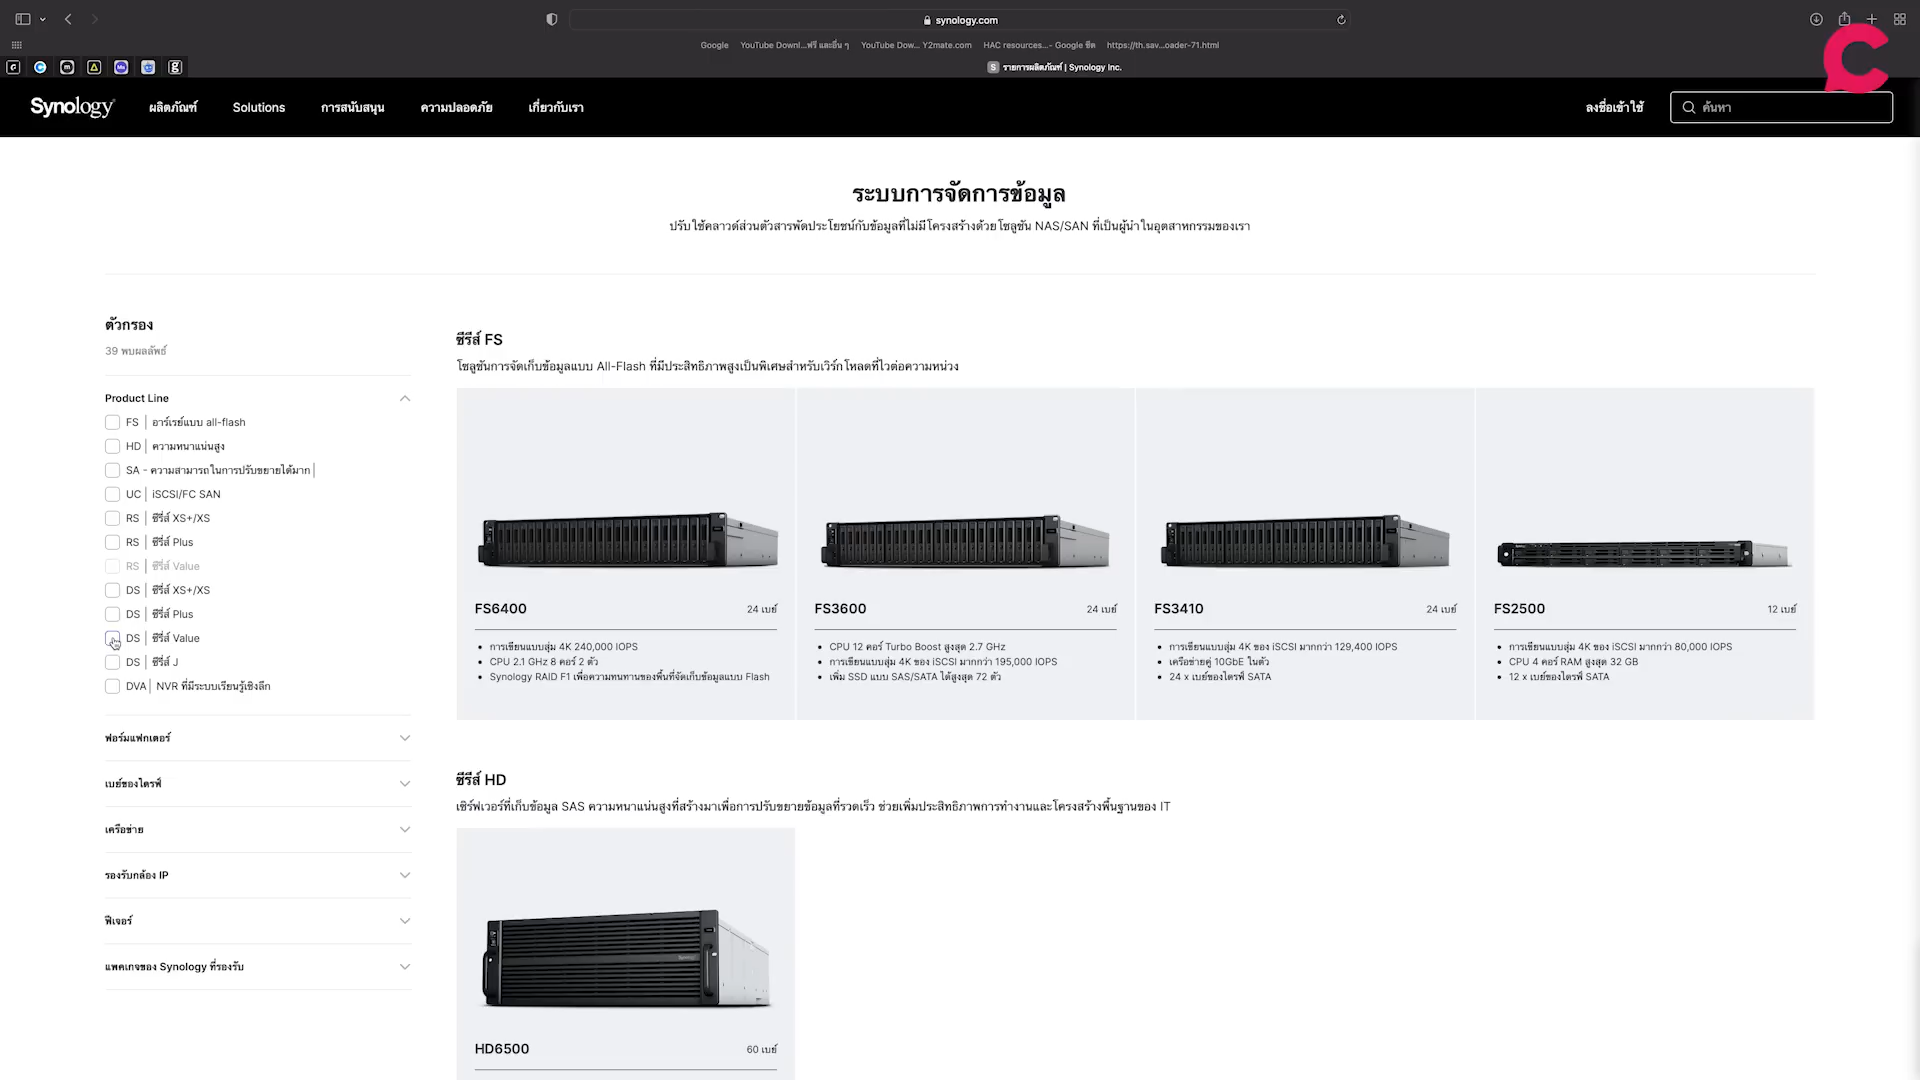 synology.com
Google YouTube Downl...ฟรี และอื่น ๆ YouTube Dow... Y2mate.com HAC resources...- Google ชีต https://th.sav...oader-71.html
S รายการผลิตภัณฑ์ | Synology Inc.
Synology ผลิตภัณฑ์ Solutions การสนับสนุน ความปลอดภัย เกี่ยวกับเรา ลงชื่อเข้าใช้ ค้นหา
ระบบการจัดการข้อมูล
ปรับใช้คลาวด์ส่วนตัวสารพัดประโยชน์กับข้อมูลที่ไม่มีโครงสร้างด้วยโซลูชัน NAS/SAN ที่เป็นผู้นำในอุตสาหกรรมของเรา
ตัวกรอง
39 พบผลลัพธ์
Product Line
FS | อาร์เรย์แบบ all-flash
HD | ความหนาแน่นสูง
SA - ความสามารถในการปรับขยายได้มาก |
UC | iSCSI/FC SAN
RS | ซีรี่ส์ XS+/XS
RS | ซีรี่ส์ Plus
RS | ซีรี่ส์ Value
DS | ซีรี่ส์ XS+/XS
DS | ซีรี่ส์ Plus
DS | ซีรี่ส์ Value
DS | ซีรี่ส์ J
DVA | NVR ที่มีระบบเรียนรู้เชิงลึก
ฟอร์มแฟกเตอร์
เบย์ของไดรฟ์
เครือข่าย
รองรับกล้อง IP
ฟีเจอร์
แพคเกจของ Synology ที่รองรับ
ซีรีส์ FS
โซลูชันการจัดเก็บข้อมูลแบบ All-Flash ที่มีประสิทธิภาพสูงเป็นพิเศษสำหรับเวิร์กโหลดที่ไวต่อความหน่วง
FS6400 24 เบย์
การเขียนแบบสุ่ม 4K 240,000 IOPS
CPU 2.1 GHz 8 คอร์ 2 ตัว
Synology RAID F1 เพื่อความทนทานของพื้นที่จัดเก็บข้อมูลแบบ Flash
FS3600 24 เบย์
CPU 12 คอร์ Turbo Boost สูงสุด 2.7 GHz
การเขียนแบบสุ่ม 4K ของ iSCSI มากกว่า 195,000 IOPS
เพิ่ม SSD แบบ SAS/SATA ได้สูงสุด 72 ตัว
FS3410 24 เบย์
การเขียนแบบสุ่ม 4K ของ iSCSI มากกว่า 129,400 IOPS
เครือข่ายคู่ 10GbE ในตัว
24 x เบย์ของไดรฟ์ SATA
FS2500 12 เบย์
การเขียนแบบสุ่ม 4K ของ iSCSI มากกว่า 80,000 IOPS
CPU 4 คอร์ RAM สูงสุด 32 GB
12 x เบย์ของไดรฟ์ SATA
ซีรีส์ HD
เซิร์ฟเวอร์ที่เก็บข้อมูล SAS ความหนาแน่นสูงที่สร้างมาเพื่อการปรับขยายข้อมูลที่รวดเร็ว ช่วยเพิ่มประสิทธิภาพการทำงานและโครงสร้างพื้นฐานของ IT
HD6500 60 เบย์